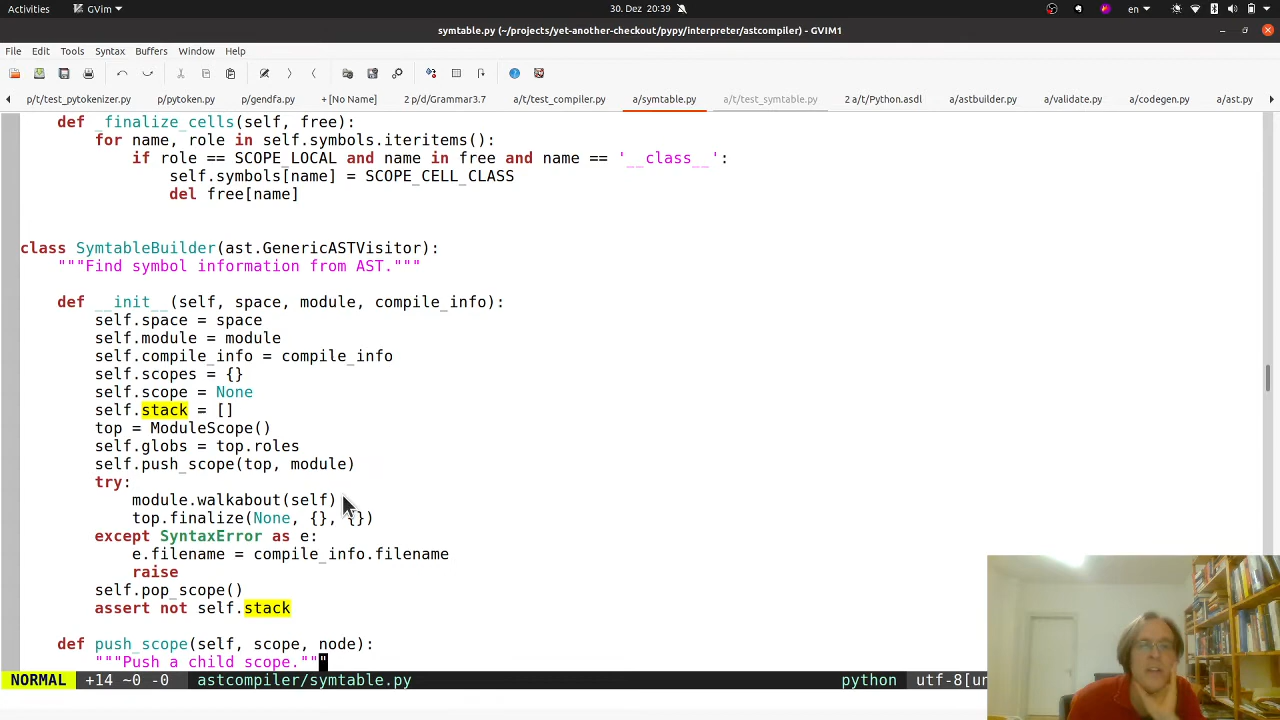 Activities GVim 30. Dez 20:39 en
symtable.py (~/projects/yet-another-checkout/pypy/interpreter/astcompiler) - GVIM1
File Edit Tools Syntax Buffers Window Help
p/t/test_pytokenizer.py p/pytoken.py p/gendfa.py + [No Name] 2 p/d/Grammar3.7 a/t/test_compiler.py a/symtable.py a/t/test_symtable.py 2 a/t/Python.asdl a/astbuilder.py a/validate.py a/codegen.py a/ast.py
def _finalize_cells(self, free):
for name, role in self.symbols.iteritems():
if role == SCOPE_LOCAL and name in free and name == '__class__':
self.symbols[name] = SCOPE_CELL_CLASS
del free[name]
class SymtableBuilder(ast.GenericASTVisitor):
"""Find symbol information from AST."""
def __init__(self, space, module, compile_info):
self.space = space
self.module = module
self.compile_info = compile_info
self.scopes = {}
self.scope = None
self.stack = []
top = ModuleScope()
self.globs = top.roles
self.push_scope(top, module)
try:
module.walkabout(self)
top.finalize(None, {}, {})
except SyntaxError as e:
e.filename = compile_info.filename
raise
self.pop_scope()
assert not self.stack
def push_scope(self, scope, node):
"""Push a child scope."""
NORMAL +14 ~0 -0 astcompiler/symtable.py python utf-8[un